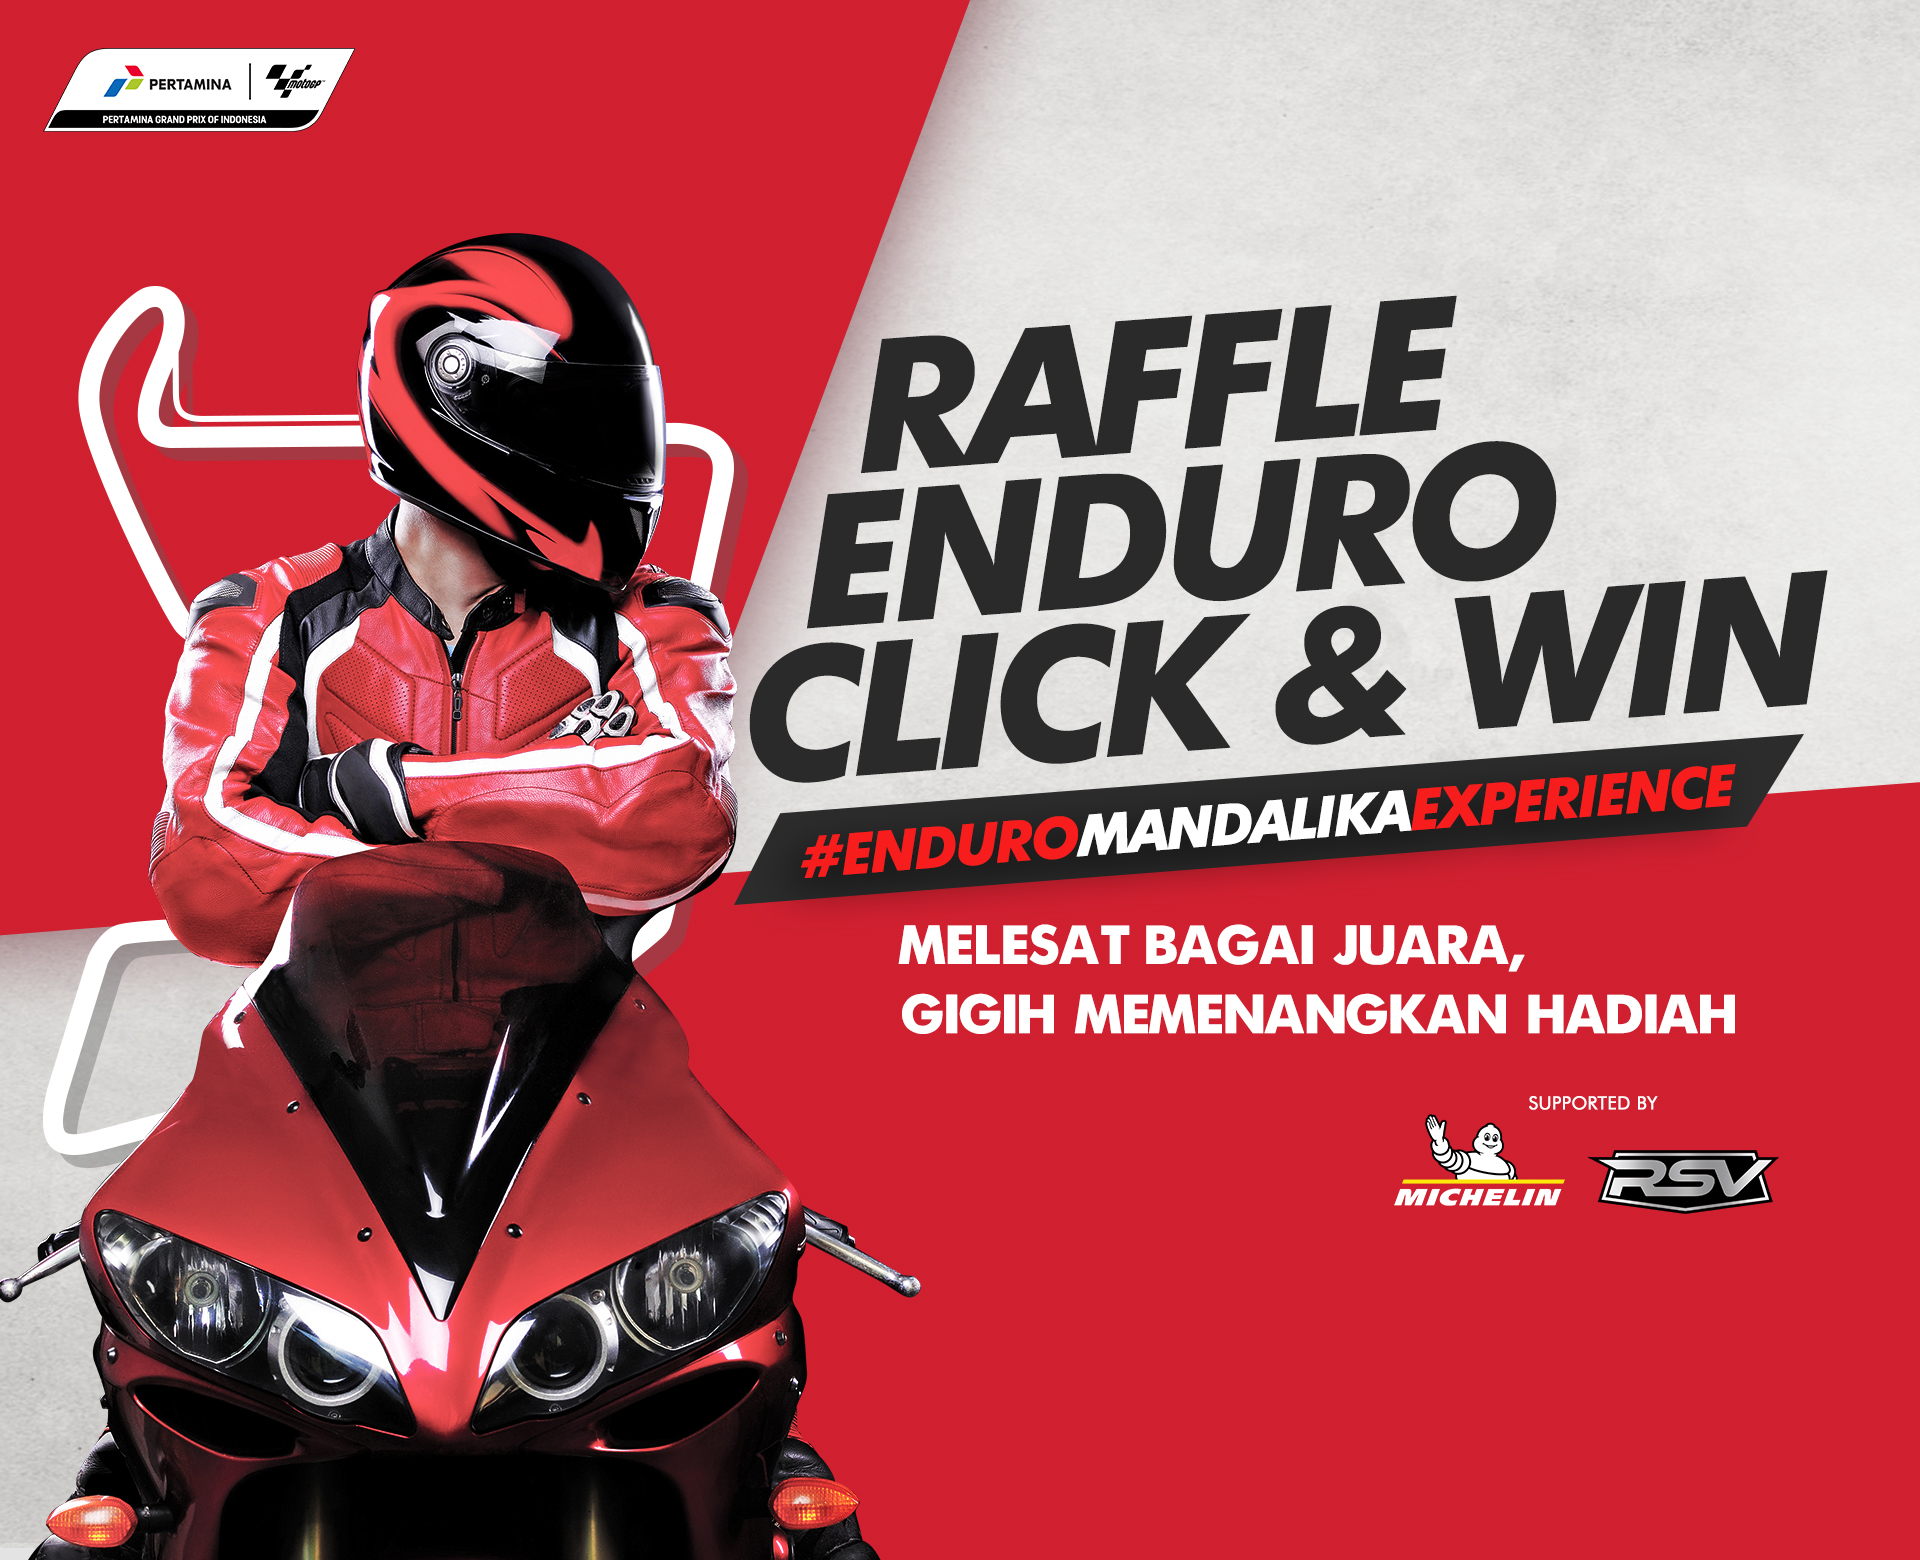 PERTAMINA
MotoGP™
PERTAMINA GRAND PRIX OF INDONESIA
RAFFLE
ENDURO
CLICK & WIN
#ENDUROMANDALIKAEXPERIENCE
MELESAT BAGAI JUARA,
GIGIH MEMENANGKAN HADIAH
SUPPORTED BY
MICHELIN
RSV